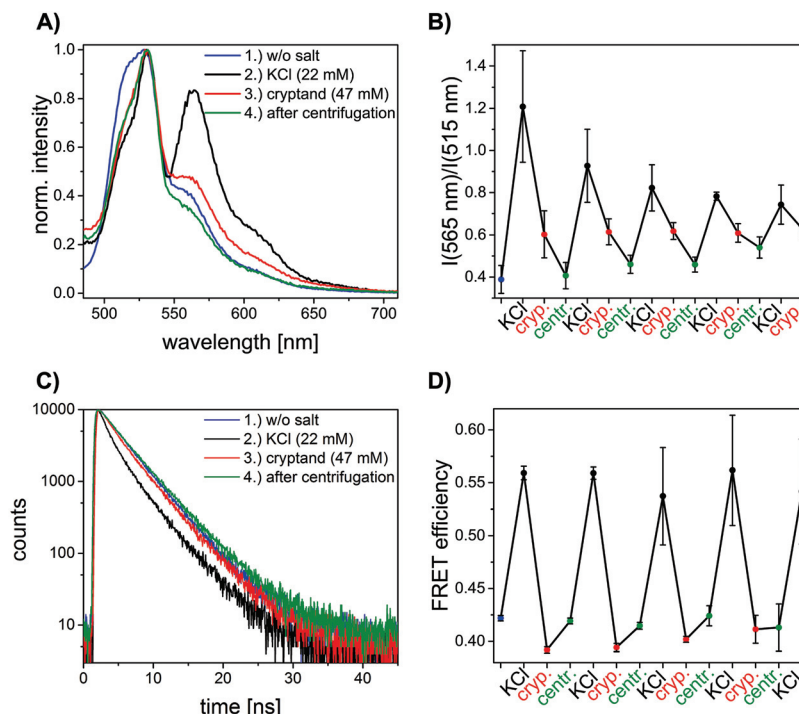 A)
1.) w/o salt
2.) KCl (22 mM)
3.) cryptand (47 mM)
4.) after centrifugation
norm. intensity
1.0
0.8
0.6
0.4
0.2
0.0
500 550 600 650 700
wavelength [nm]
B)
I(565 nm)/I(515 nm)
1.4
1.2
1.0
0.8
0.6
0.4
KCl cryp. centr. KCl cryp. centr. KCl cryp. centr. KCl cryp. centr. KCl cryp.
C)
1.) w/o salt
2.) KCl (22 mM)
3.) cryptand (47 mM)
4.) after centrifugation
counts
10000
1000
100
10
0 10 20 30 40
time [ns]
D)
FRET efficiency
0.60
0.55
0.50
0.45
0.40
KCl cryp. centr. KCl cryp. centr. KCl cryp. centr. KCl cryp. centr. KCl